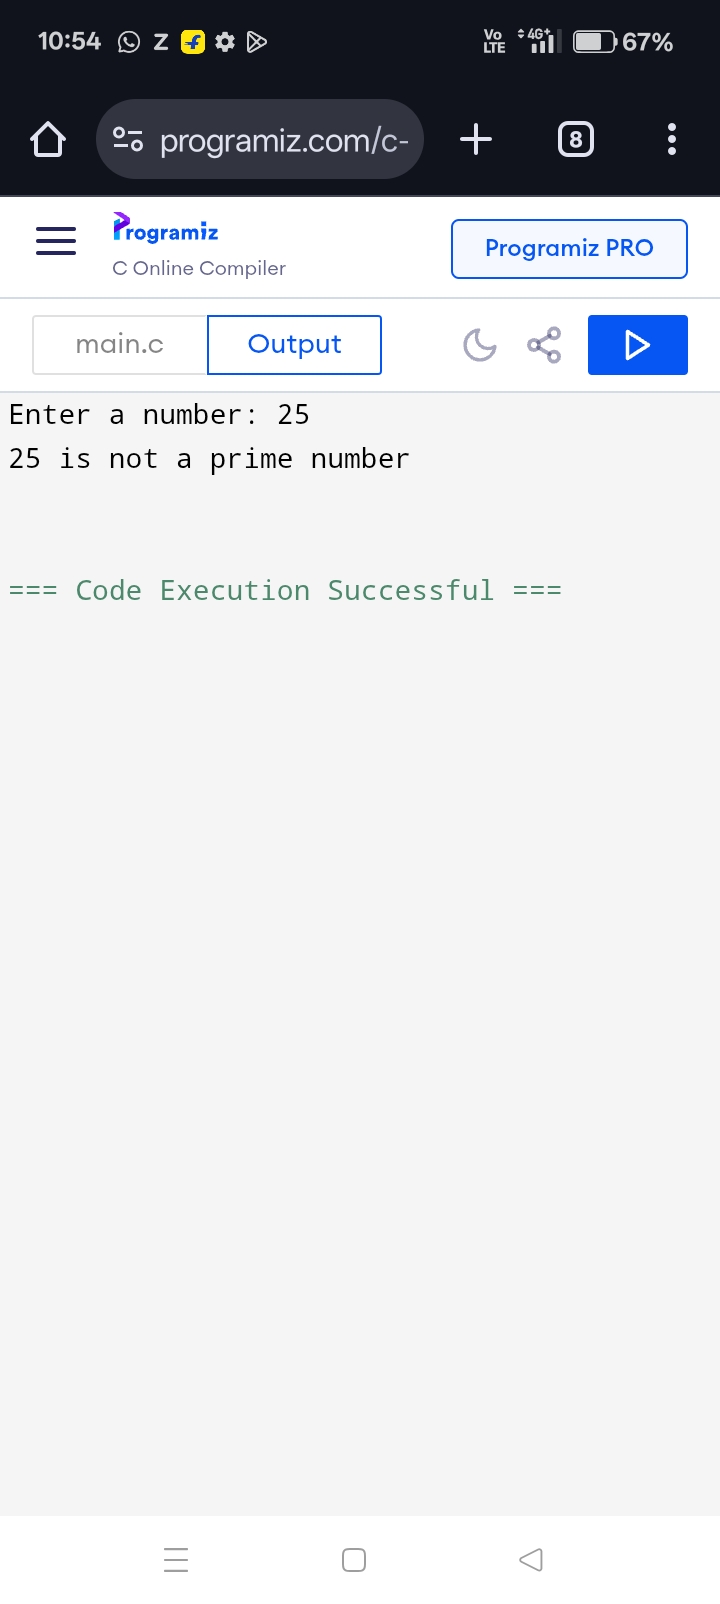 10:54 Z Vo LTE 4G+ 67%
programiz.com/c-
8
Programiz
C Online Compiler
Programiz PRO
main.c
Output
Enter a number: 25
25 is not a prime number
=== Code Execution Successful ===